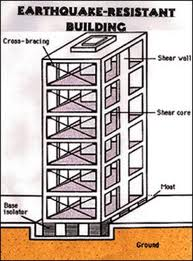 EARTHQUAKE-RESISTANT
BUILDING
Cross-bracing
Shear wall
Shear core
Base
isolator
Moat
Ground